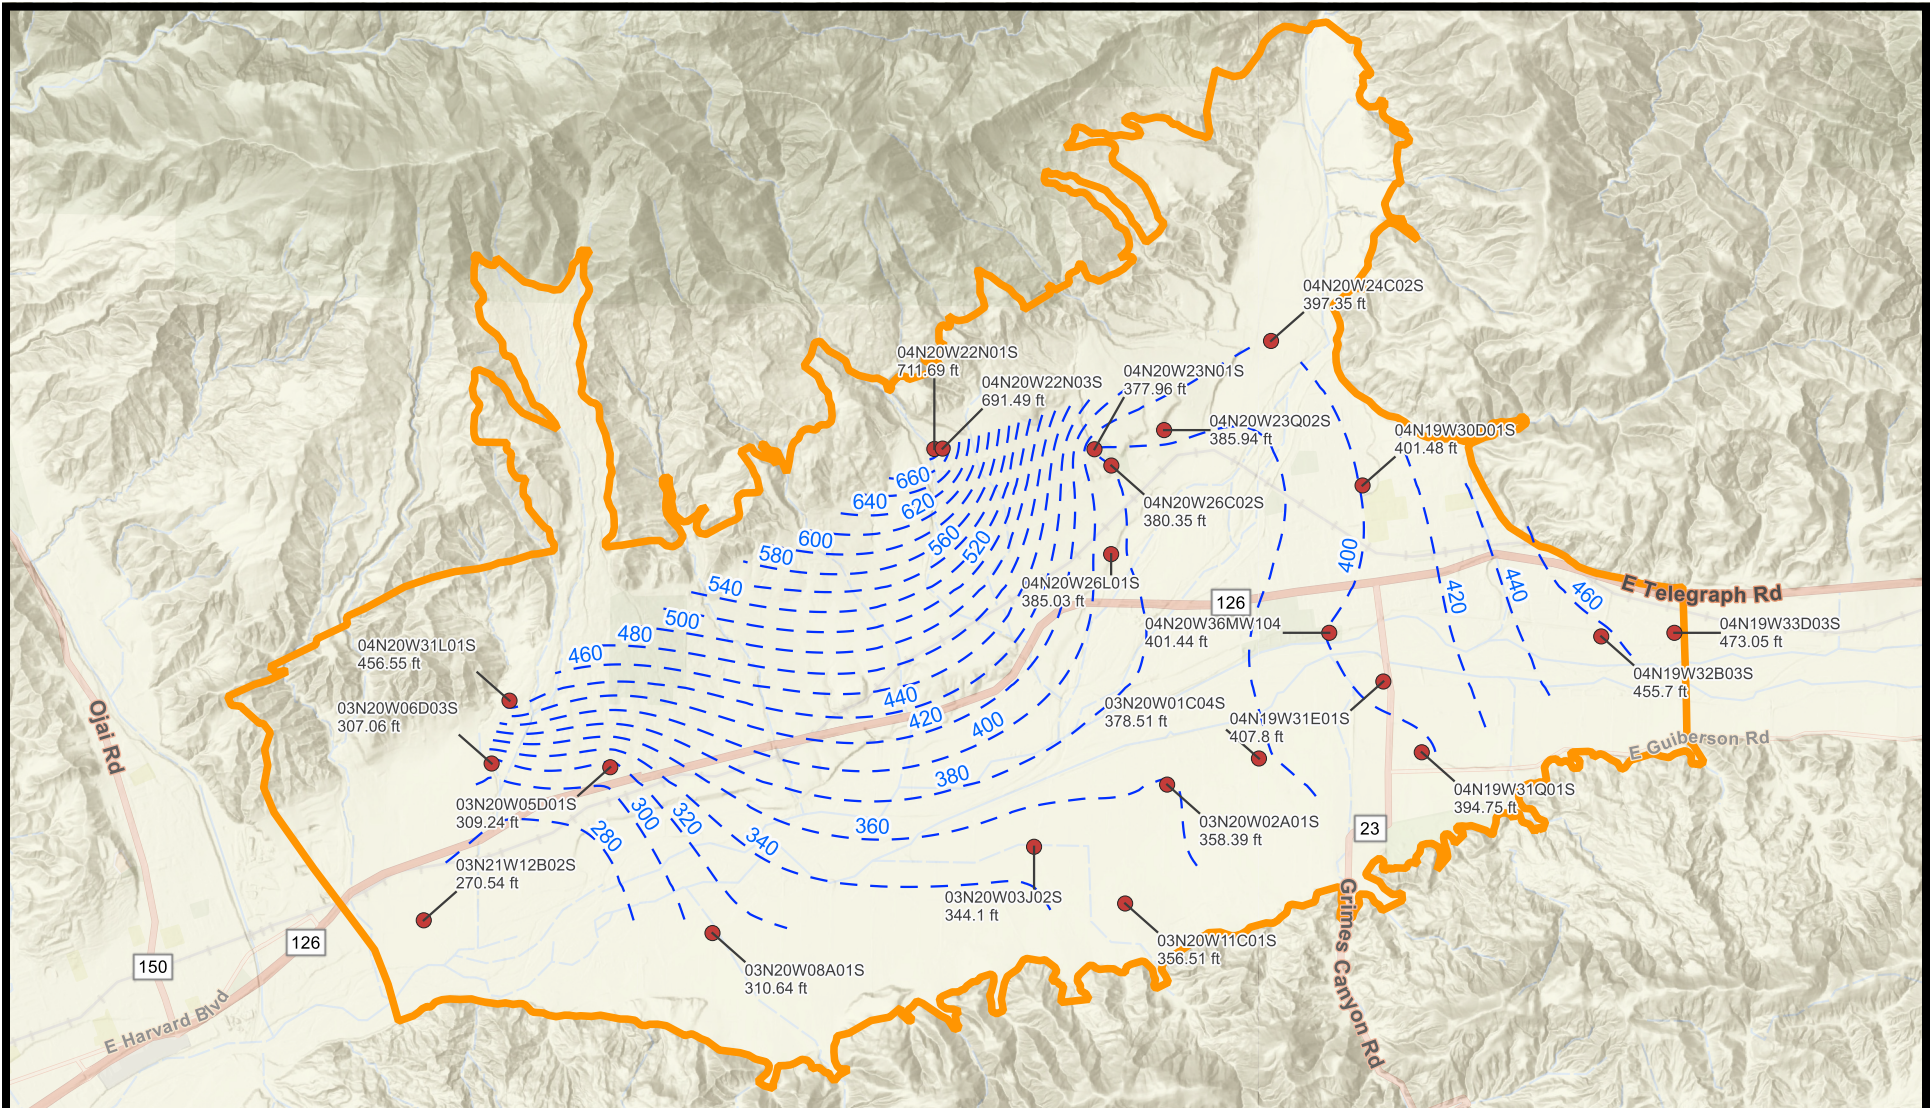 04N20W24C02S
397.35 ft
04N20W22N01S
711.69 ft
04N20W22N03S
691.49 ft
04N20W23N01S
377.96 ft
04N20W23Q02S
385.94 ft
04N19W30D01S
401.48 ft
660
640
620
04N20W26C02S
380.35 ft
600
580
560
520
400
540
04N20W26L01S
385.03 ft
126
420
440
460
E Telegraph Rd
500
480
460
04N20W36MW104
401.44 ft
04N19W33D03S
473.05 ft
04N20W31L01S
456.55 ft
04N19W32B03S
455.7 ft
03N20W06D03S
307.06 ft
Ojai Rd
440
420
400
03N20W01C04S
378.51 ft
04N19W31E01S
407.8 ft
E Guiberson Rd
380
04N19W31Q01S
394.75 ft
03N20W05D01S
309.24 ft
300
320
280
340
360
03N20W02A01S
358.39 ft
23
03N21W12B02S
270.54 ft
03N20W03J02S
344.1 ft
126
150
03N20W11C01S
356.51 ft
03N20W08A01S
310.64 ft
Grimes Canyon Rd
E Harvard Blvd